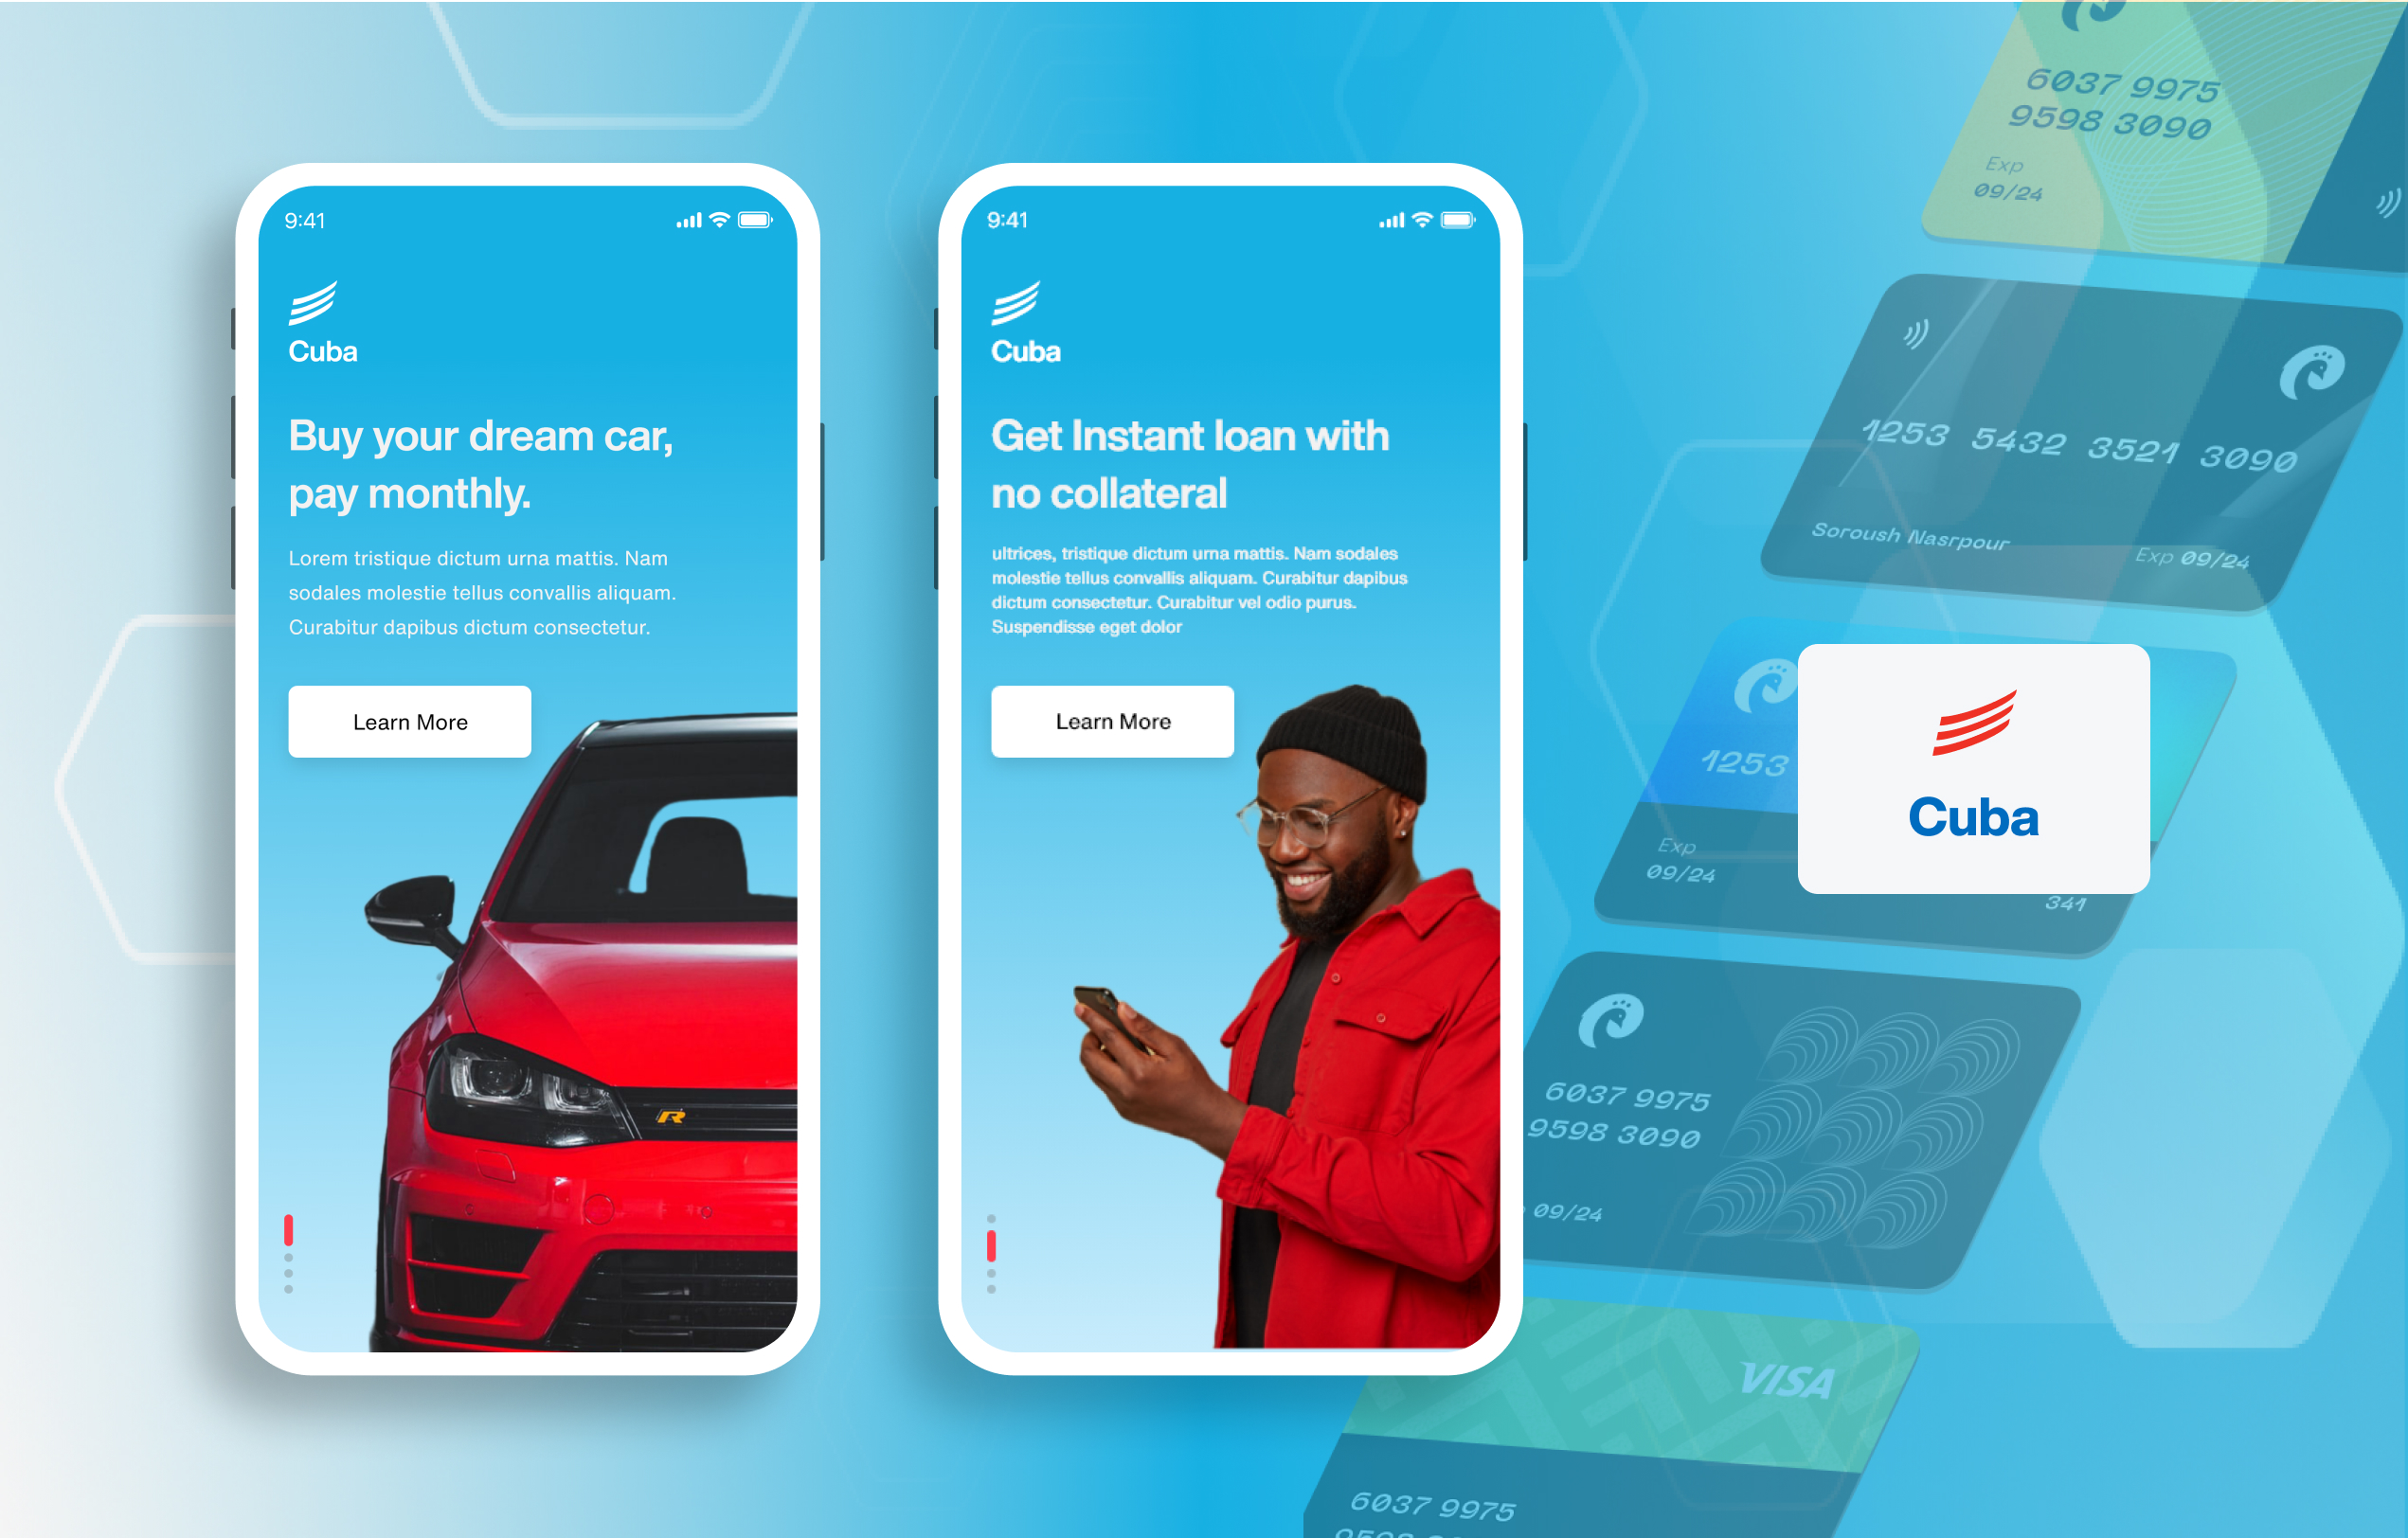 9:41
Cuba
Buy your dream car,
pay monthly.
Lorem tristique dictum urna mattis. Nam
sodales molestie tellus convallis aliquam.
Curabitur dapibus dictum consectetur.
Learn More
R
9:41
Cuba
Get Instant loan with
no collateral
ultrices, tristique dictum urna mattis. Nam sodales
molestie tellus convallis aliquam. Curabitur dapibus
dictum consectetur. Curabitur vel odio purus.
Suspendisse eget dolor
Learn More
6037 9975
9598 3090
Exp
09/24
1253 5432 3521 3090
Soroush Nasrpour
Exp 09/24
1253
Exp
09/24
341
Cuba
6037 9975
9598 3090
09/24
VISA
6037 9975